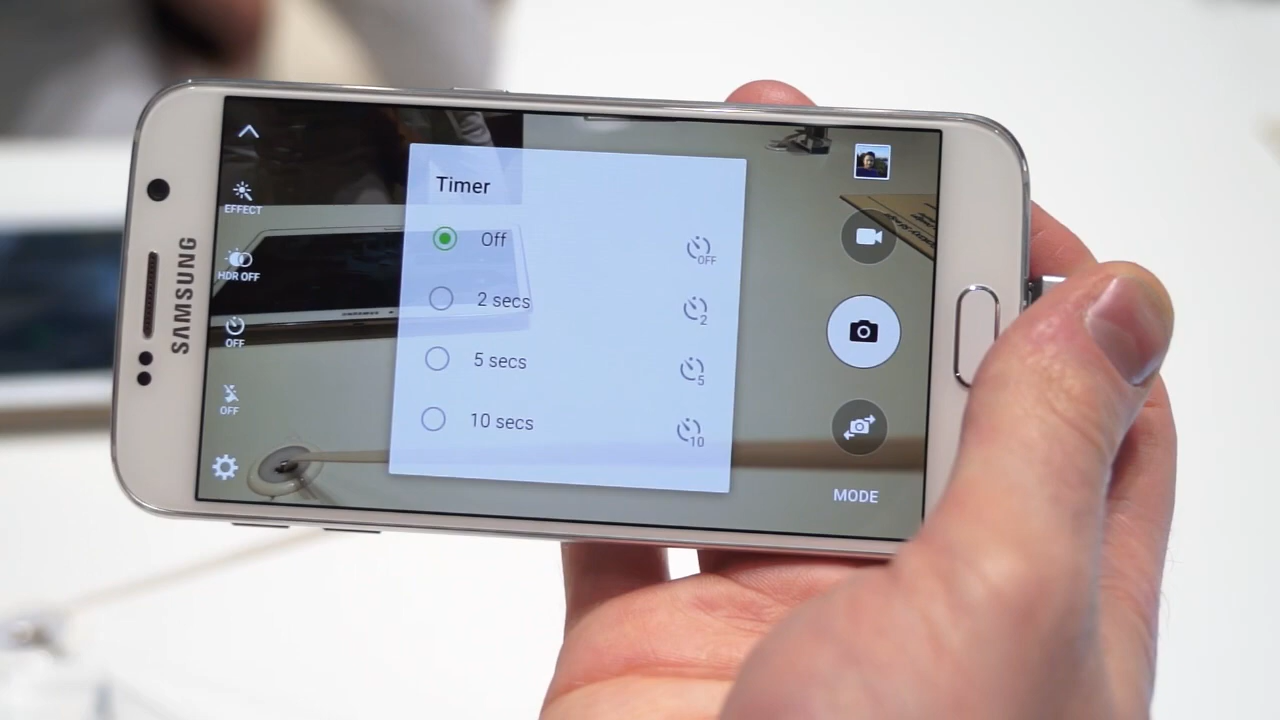 SAMSUNG
EFFECT
HDR OFF
OFF
OFF
Timer
Off
OFF
2 secs
2
5 secs
5
10 secs
10
MODE